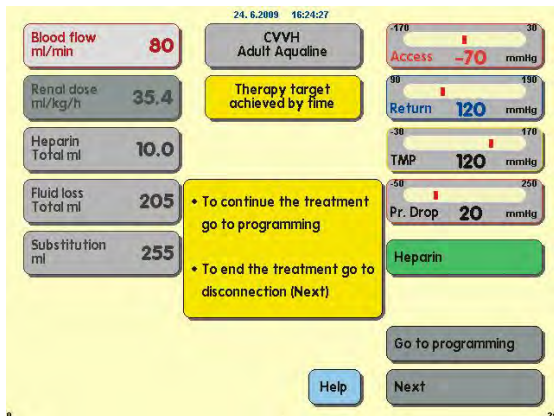 24. 6.2009 16:24:27
Blood flow
ml/min 80
CVVH
Adult Aqualine
-170 30
Access -70 mmHg
Renal dose
ml/kg/h 35.4
Therapy target
achieved by time
90 190
Return 120 mmHg
Heparin
Total ml 10.0
-30 170
TMP 120 mmHg
Fluid loss
Total ml 205
-50 250
Pr. Drop 20 mmHg
Substitution
ml 255
• To continue the treatment
go to programming
• To end the treatment go to
disconnection (Next)
Heparin
Go to programming
Help
Next